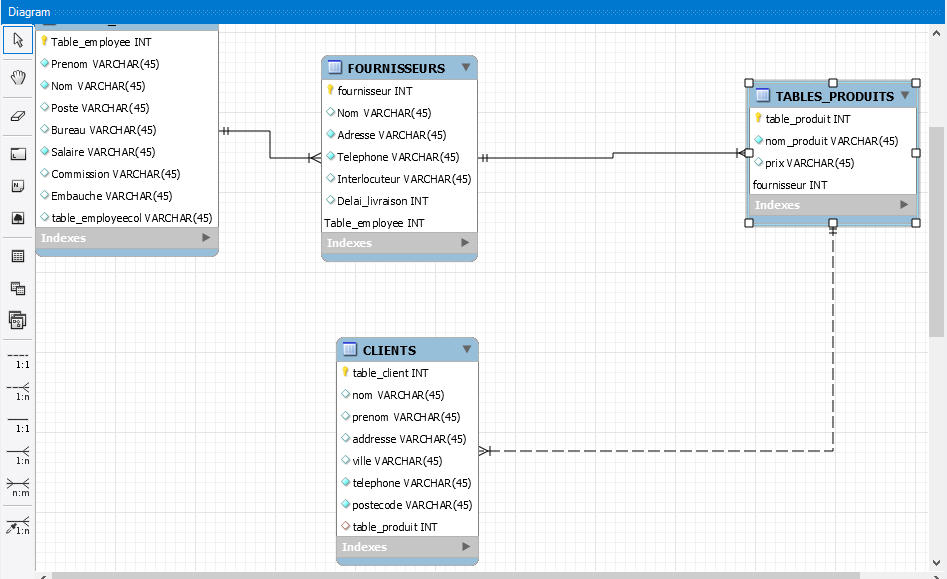 Diagram
Table_employee INT
Prenom VARCHAR(45)
Nom VARCHAR(45)
Poste VARCHAR(45)
Bureau VARCHAR(45)
Salaire VARCHAR(45)
Commission VARCHAR(45)
Embauche VARCHAR(45)
table_employeecol VARCHAR(45)
Indexes
FOURNISSEURS
fournisseur INT
Nom VARCHAR(45)
Adresse VARCHAR(45)
Telephone VARCHAR(45)
Interlocuteur VARCHAR(45)
Delai_livraison INT
Table_employee INT
Indexes
TABLES_PRODUITS
table_produit INT
nom_produit VARCHAR(45)
prix VARCHAR(45)
fournisseur INT
Indexes
CLIENTS
table_client INT
nom VARCHAR(45)
prenom VARCHAR(45)
addresse VARCHAR(45)
ville VARCHAR(45)
telephone VARCHAR(45)
postecode VARCHAR(45)
table_produit INT
Indexes
1:1
1:n
1:1
1:n
n:m
1:n